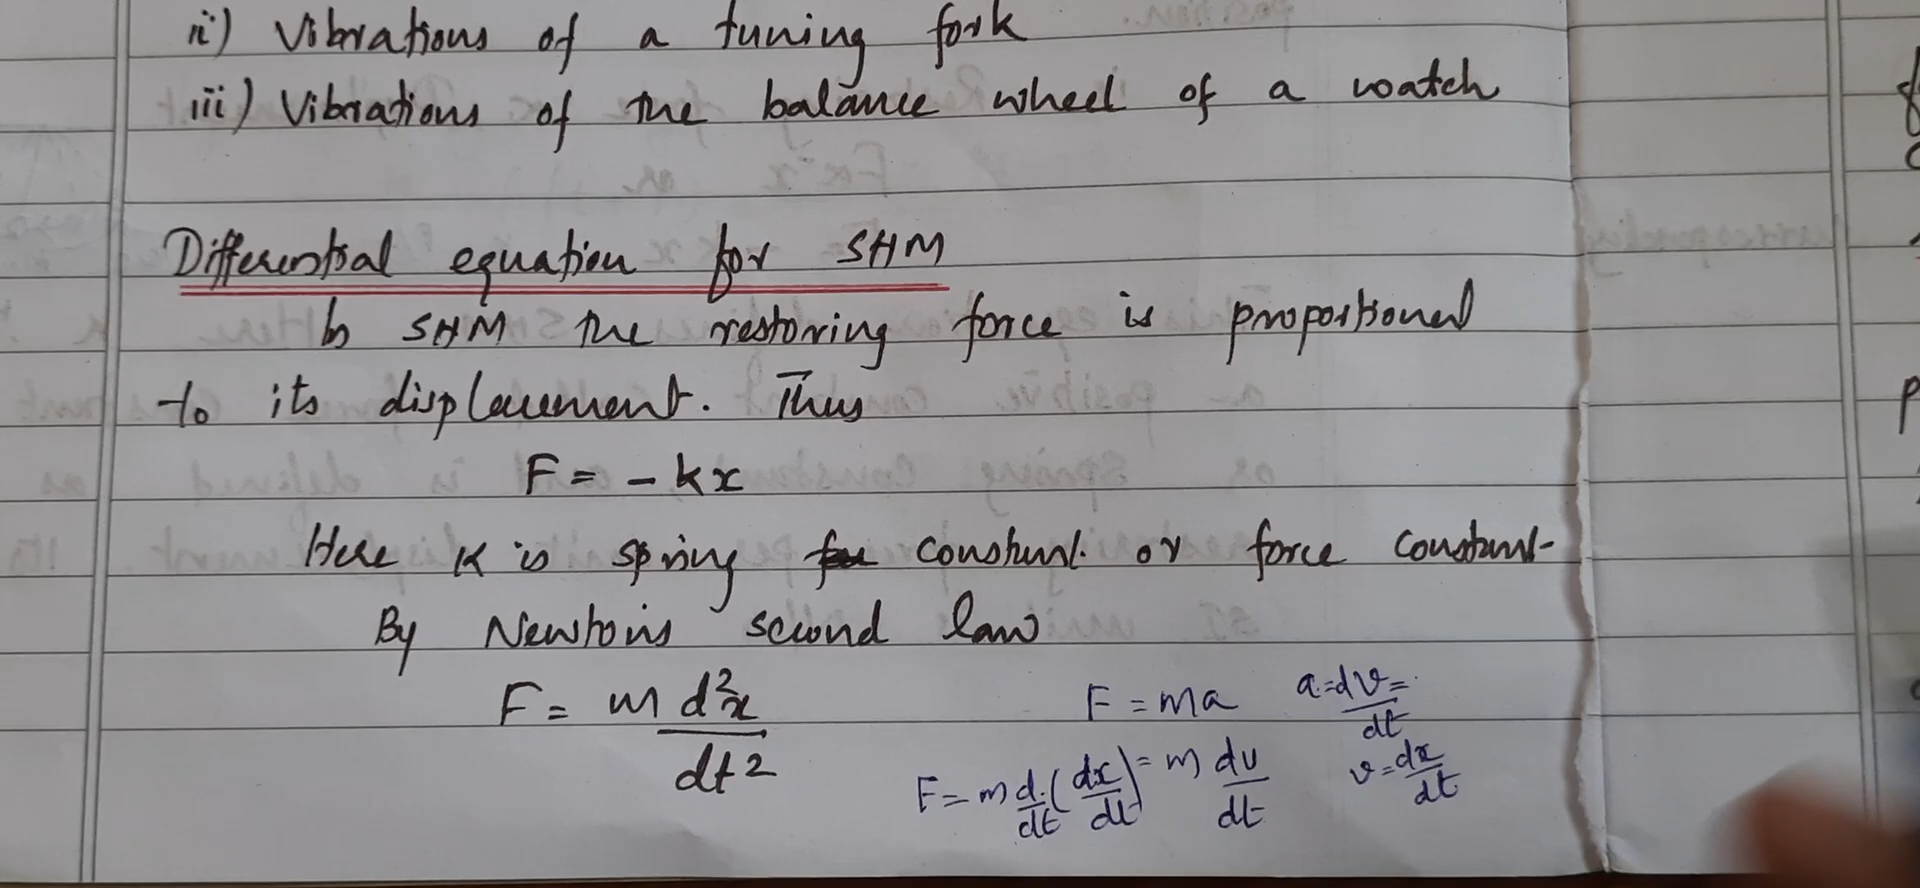 ii) Vibrations of a tuning fork
iii) Vibrations of the balance wheel of a watch
Differential equation for SHM
In SHM the restoring force is proportional
to its displacement. Thus
F = - kx
Here K is spring constant or force constant
By Newton's second law
F = m d²x/dt²
F = ma a = dv/dt =
F = m d/dt (dx/dt) = m dv/dt v = dx/dt